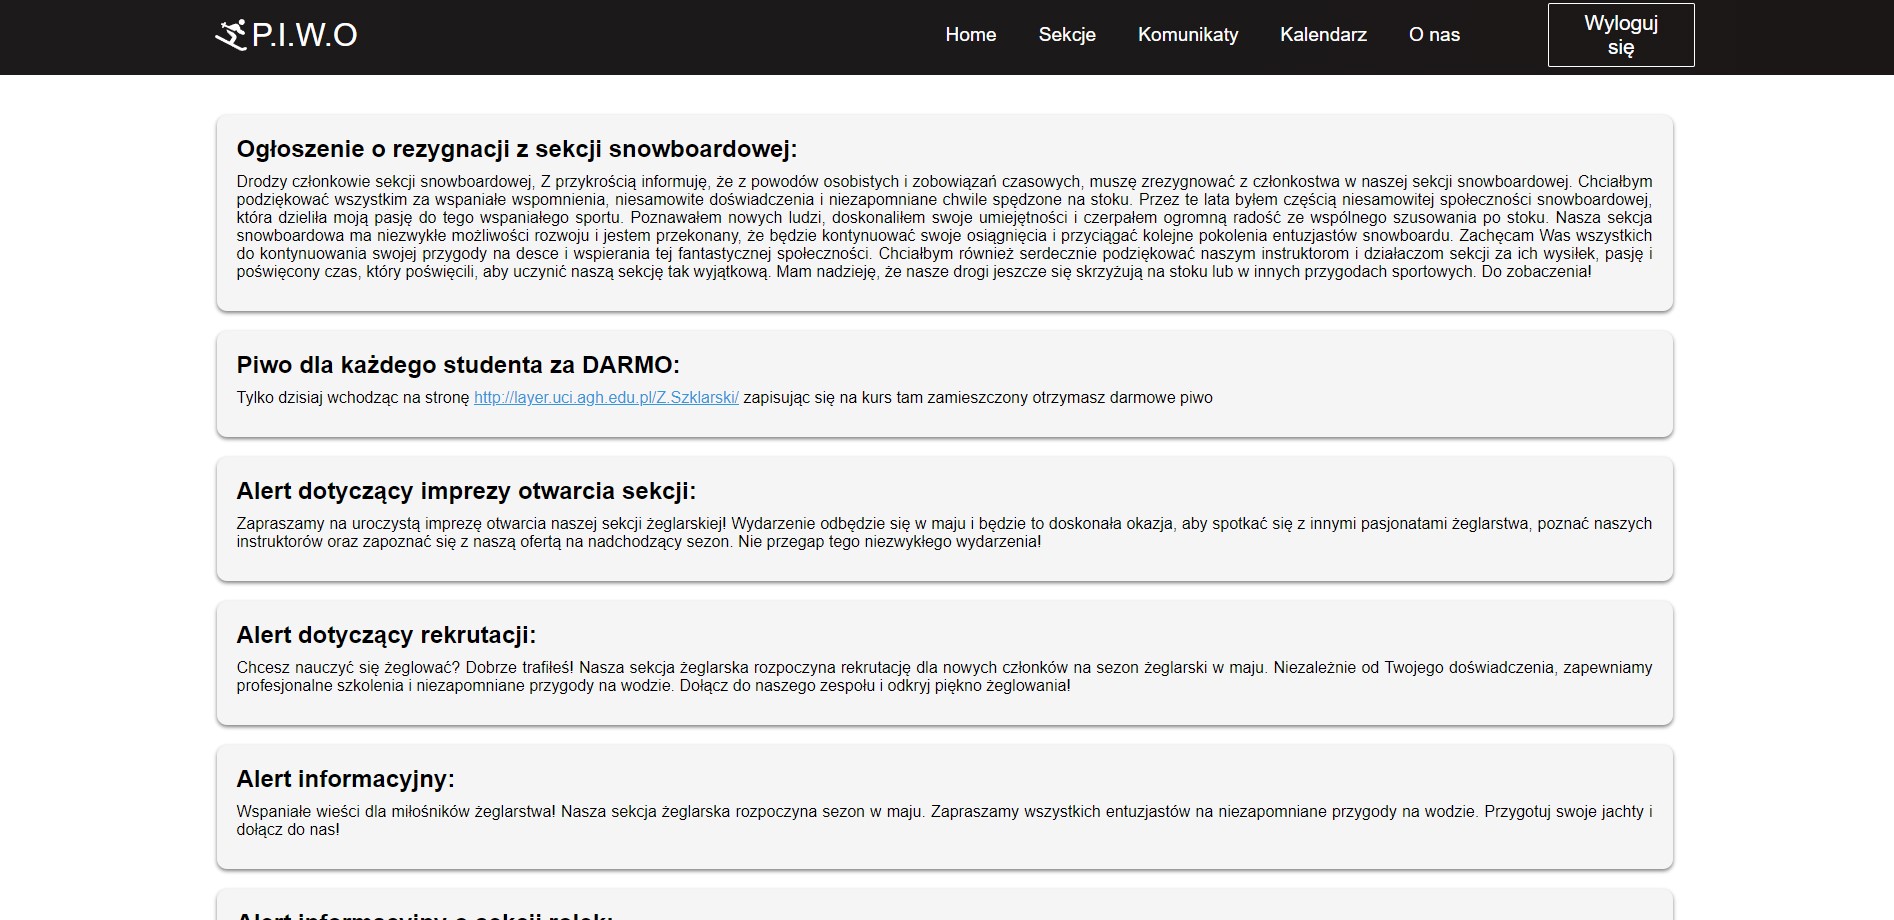 P.I.W.O
Home Sekcje Komunikaty Kalendarz O nas
Wyloguj
się
Ogłoszenie o rezygnacji z sekcji snowboardowej:
Drodzy członkowie sekcji snowboardowej, Z przykrością informuję, że z powodów osobistych i zobowiązań czasowych, muszę zrezygnować z członkostwa w naszej sekcji snowboardowej. Chciałbym
podziękować wszystkim za wspaniałe wspomnienia, niesamowite doświadczenia i niezapomniane chwile spędzone na stoku. Przez te lata byłem częścią niesamowitej społeczności snowboardowej,
która dzieliła moją pasję do tego wspaniałego sportu. Poznawałem nowych ludzi, doskonaliłem swoje umiejętności i czerpałem ogromną radość ze wspólnego szusowania po stoku. Nasza sekcja
snowboardowa ma niezwykłe możliwości rozwoju i jestem przekonany, że będzie kontynuować swoje osiągnięcia i przyciągać kolejne pokolenia entuzjastów snowboardu. Zachęcam Was wszystkich
do kontynuowania swojej przygody na desce i wspierania tej fantastycznej społeczności. Chciałbym również serdecznie podziękować naszym instruktorom i działaczom sekcji za ich wysiłek, pasję i
poświęcony czas, który poświęcili, aby uczynić naszą sekcję tak wyjątkową. Mam nadzieję, że nasze drogi jeszcze się skrzyżują na stoku lub w innych przygodach sportowych. Do zobaczenia!
Piwo dla każdego studenta za DARMO:
Tylko dzisiaj wchodząc na stronę http://layer.uci.agh.edu.pl/Z.Szklarski/ zapisując się na kurs tam zamieszczony otrzymasz darmowe piwo
Alert dotyczący imprezy otwarcia sekcji:
Zapraszamy na uroczystą imprezę otwarcia naszej sekcji żeglarskiej! Wydarzenie odbędzie się w maju i będzie to doskonała okazja, aby spotkać się z innymi pasjonatami żeglarstwa, poznać naszych
instruktorów oraz zapoznać się z naszą ofertą na nadchodzący sezon. Nie przegap tego niezwykłego wydarzenia!
Alert dotyczący rekrutacji:
Chcesz nauczyć się żeglować? Dobrze trafiłeś! Nasza sekcja żeglarska rozpoczyna rekrutację dla nowych członków na sezon żeglarski w maju. Niezależnie od Twojego doświadczenia, zapewniamy
profesjonalne szkolenia i niezapomniane przygody na wodzie. Dołącz do naszego zespołu i odkryj piękno żeglowania!
Alert informacyjny:
Wspaniałe wieści dla miłośników żeglarstwa! Nasza sekcja żeglarska rozpoczyna sezon w maju. Zapraszamy wszystkich entuzjastów na niezapomniane przygody na wodzie. Przygotuj swoje jachty i
dołącz do nas!
Alert informacyjny o sekcji rolek: